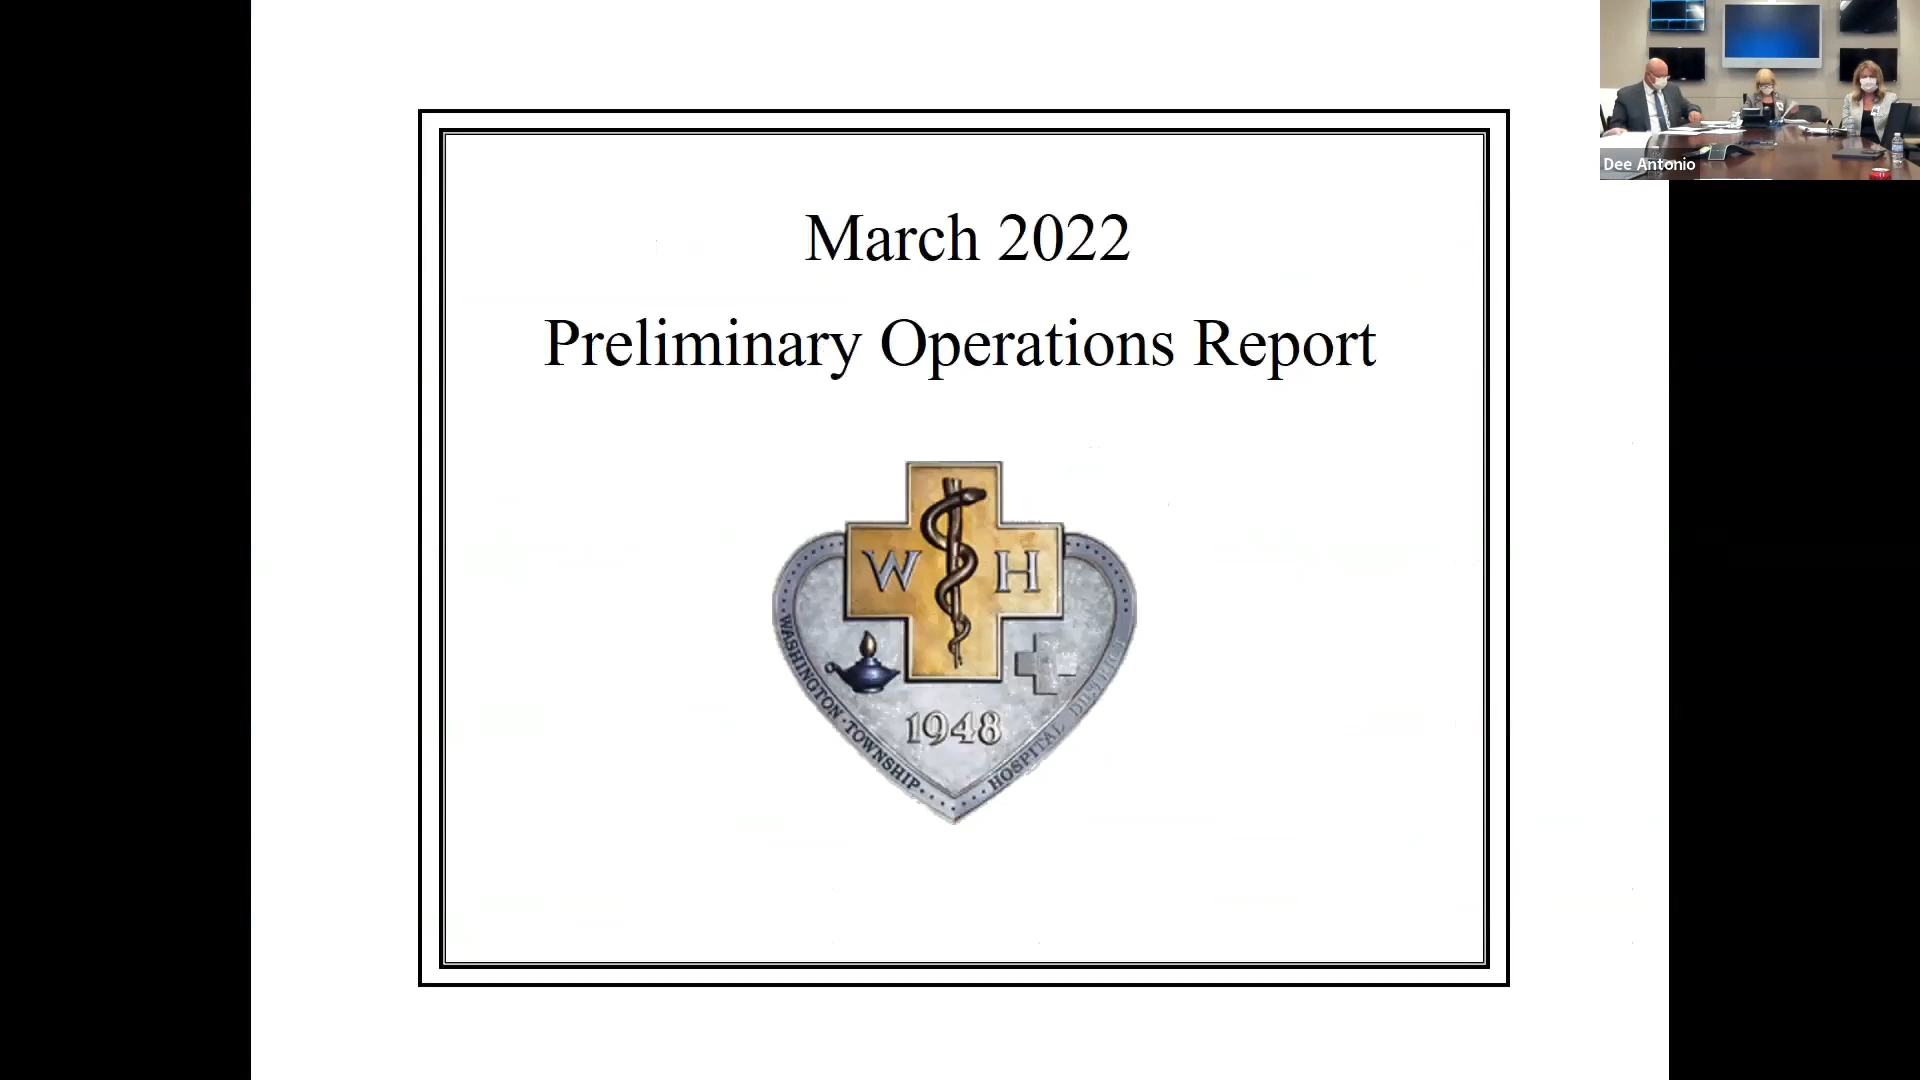 March 2022
Preliminary Operations Report
W H
1948
WASHINGTON · TOWNSHIP
HOSPITAL DISTRICT
Dee Antonio